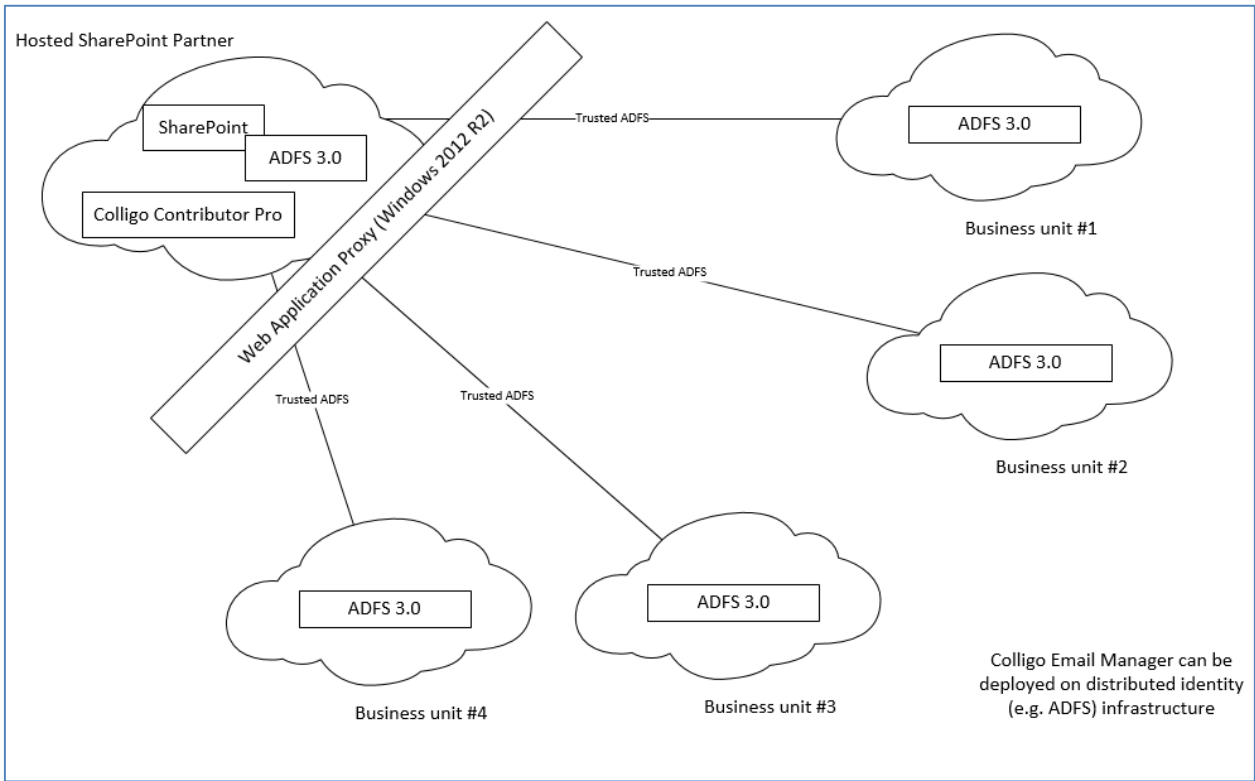 Hosted SharePoint Partner
SharePoint
ADFS 3.0
Colligo Contributor Pro
Web Application Proxy (Windows 2012 R2)
Trusted ADFS
ADFS 3.0
Business unit #1
Trusted ADFS
ADFS 3.0
Business unit #2
Trusted ADFS
Trusted ADFS
ADFS 3.0
Business unit #4
ADFS 3.0
Business unit #3
Colligo Email Manager can be
deployed on distributed identity
(e.g. ADFS) infrastructure